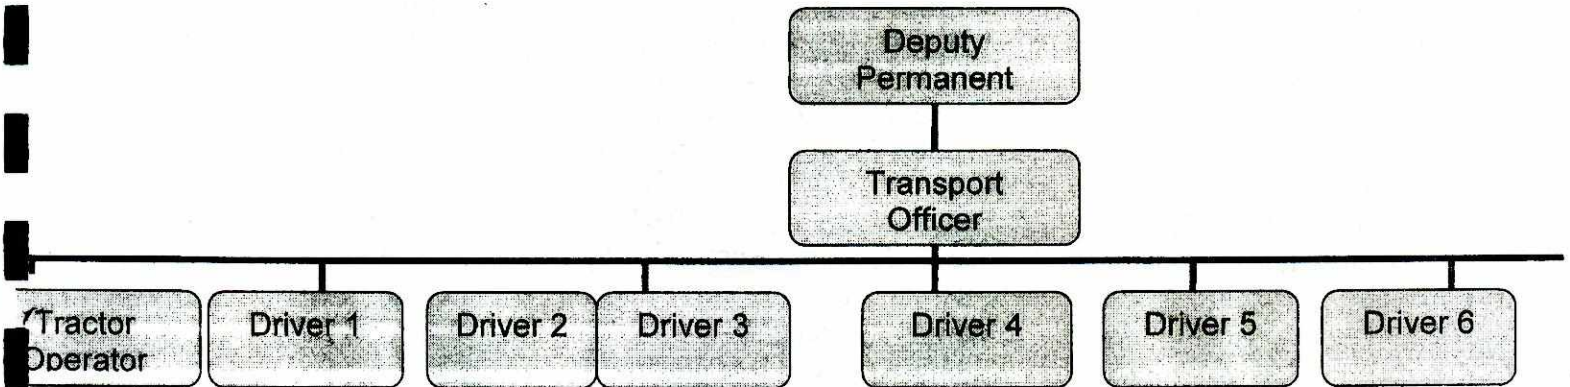 Deputy
Permanent
Transport
Officer
Tractor
Operator
Driver 1
Driver 2
Driver 3
Driver 4
Driver 5
Driver 6